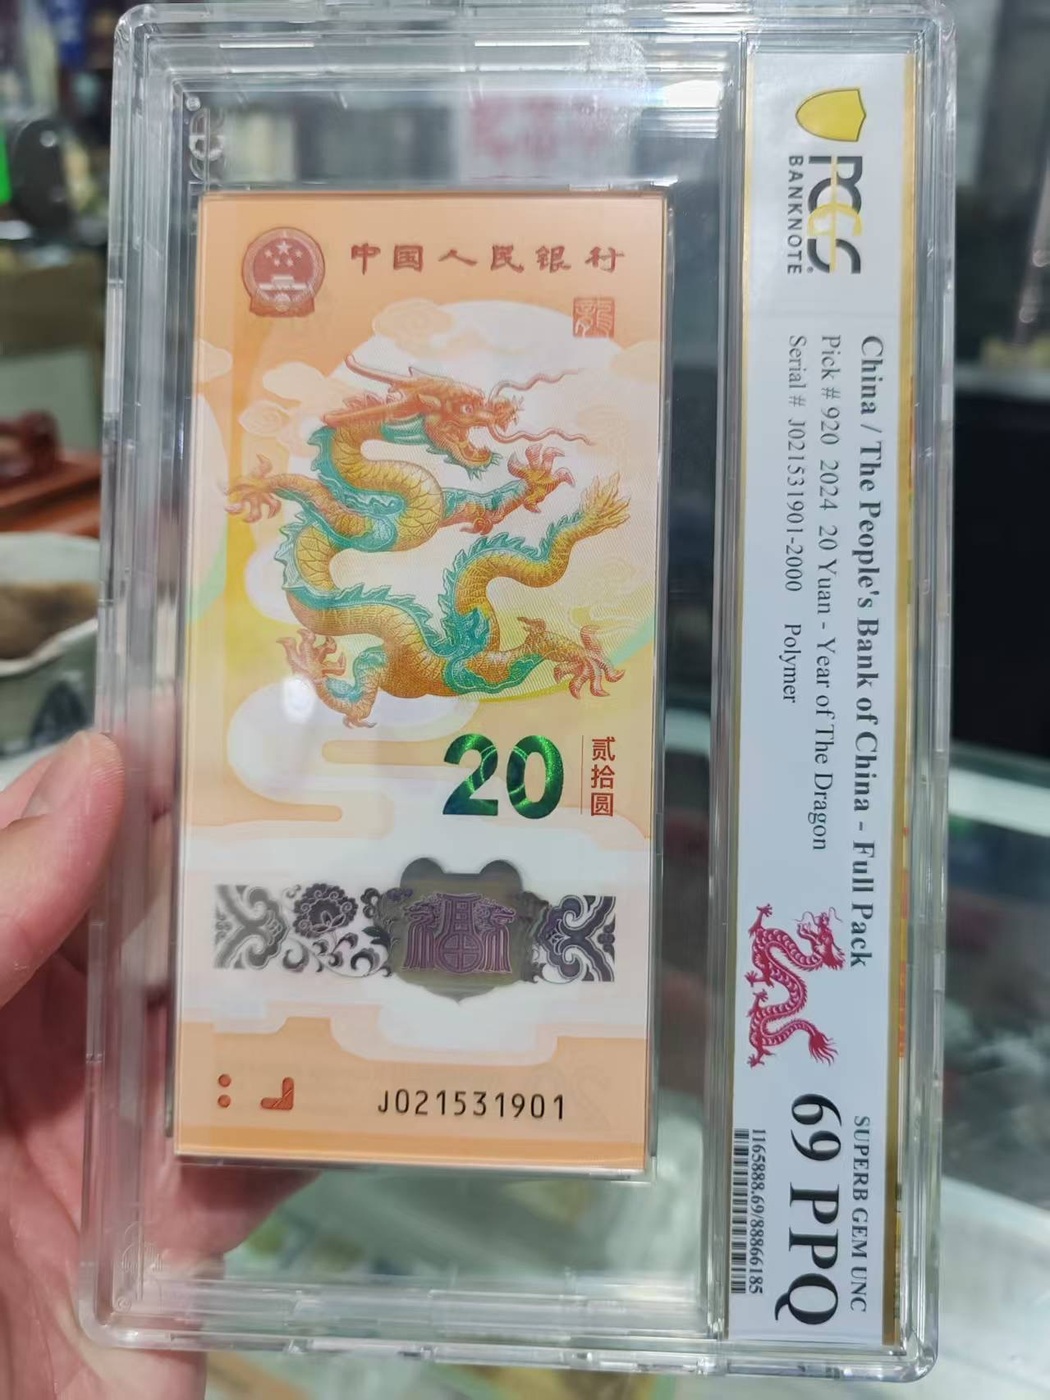 中国人民银行
龍
20
贰拾圆
J021531901
PCGS
BANKNOTE
China / The People's Bank of China - Full Pack
Pick # 920 2024 20 Yuan - Year of The Dragon
Serial # J021531901-2000 Polymer
SUPERB GEM UNC
69 PPQ
1165888.69/88866185